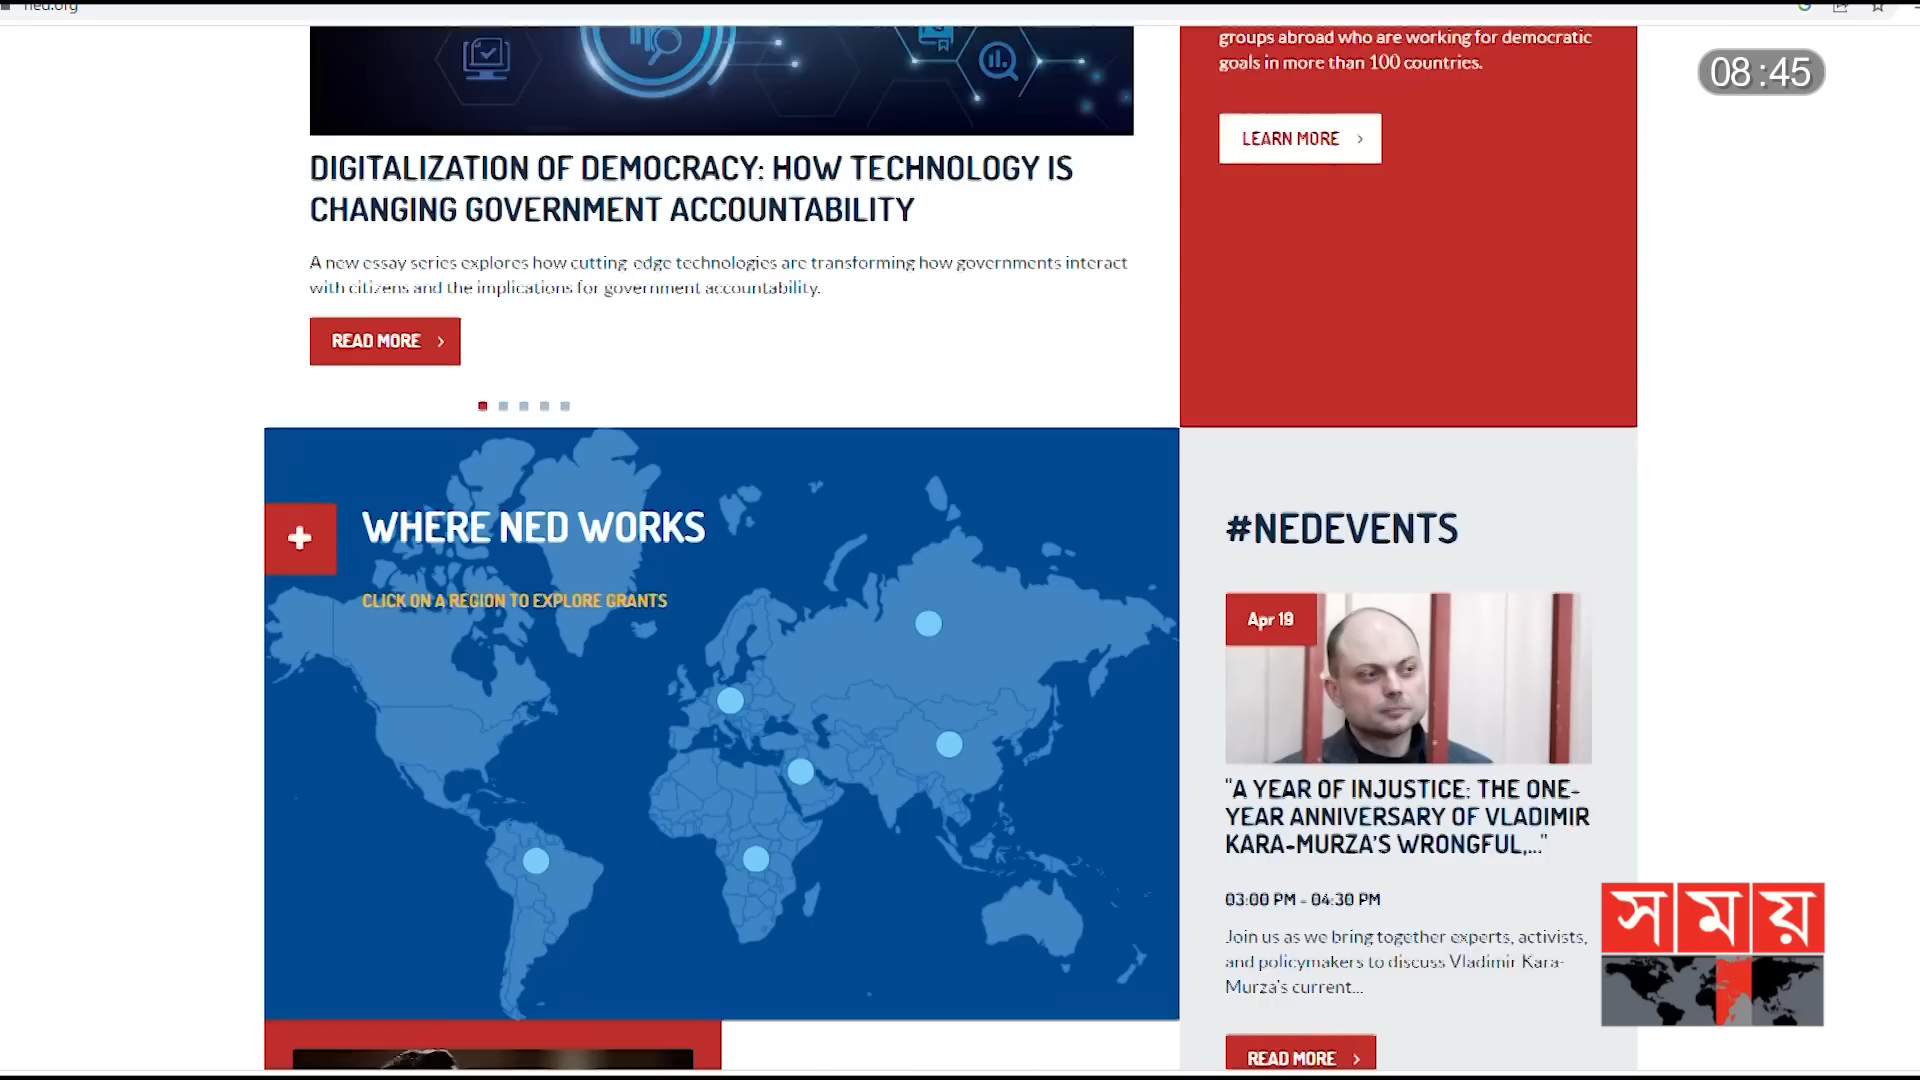 ned.org
groups abroad who are working for democratic
goals in more than 100 countries.
08:45
LEARN MORE
DIGITALIZATION OF DEMOCRACY: HOW TECHNOLOGY IS
CHANGING GOVERNMENT ACCOUNTABILITY
A new essay series explores how cutting-edge technologies are transforming how governments interact
with citizens and the implications for government accountability.
READ MORE
WHERE NED WORKS
CLICK ON A REGION TO EXPLORE GRANTS
#NEDEVENTS
Apr 19
"A YEAR OF INJUSTICE: THE ONE-
YEAR ANNIVERSARY OF VLADIMIR
KARA-MURZA'S WRONGFUL,..."
03:00 PM - 04:30 PM
Join us as we bring together experts, activists,
and policymakers to discuss Vladimir Kara-
Murza's current...
READ MORE
সময়